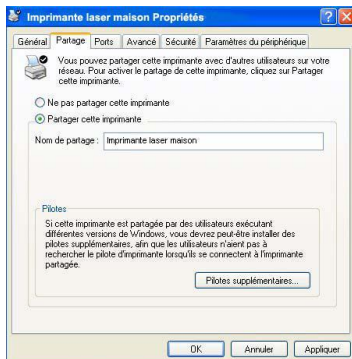 Imprimante laser maison Propriétés
Général Partage Ports Avancé Sécurité Paramètres du périphérique
Vous pouvez partager cette imprimante avec d'autres utilisateurs sur votre
réseau. Pour activer le partage de cette imprimante, cliquez sur Partager
cette imprimante.
Ne pas partager cette imprimante
Partager cette imprimante
Nom de partage : Imprimante laser maison
Pilotes
Si cette imprimante est partagée par des utilisateurs exécutant
différentes versions de Windows, vous devrez peut-être installer des
pilotes supplémentaires, afin que les utilisateurs n'aient pas à
rechercher le pilote d'imprimante lorsqu'ils se connectent à l'imprimante
partagée.
Pilotes supplémentaires...
OK Annuler Appliquer